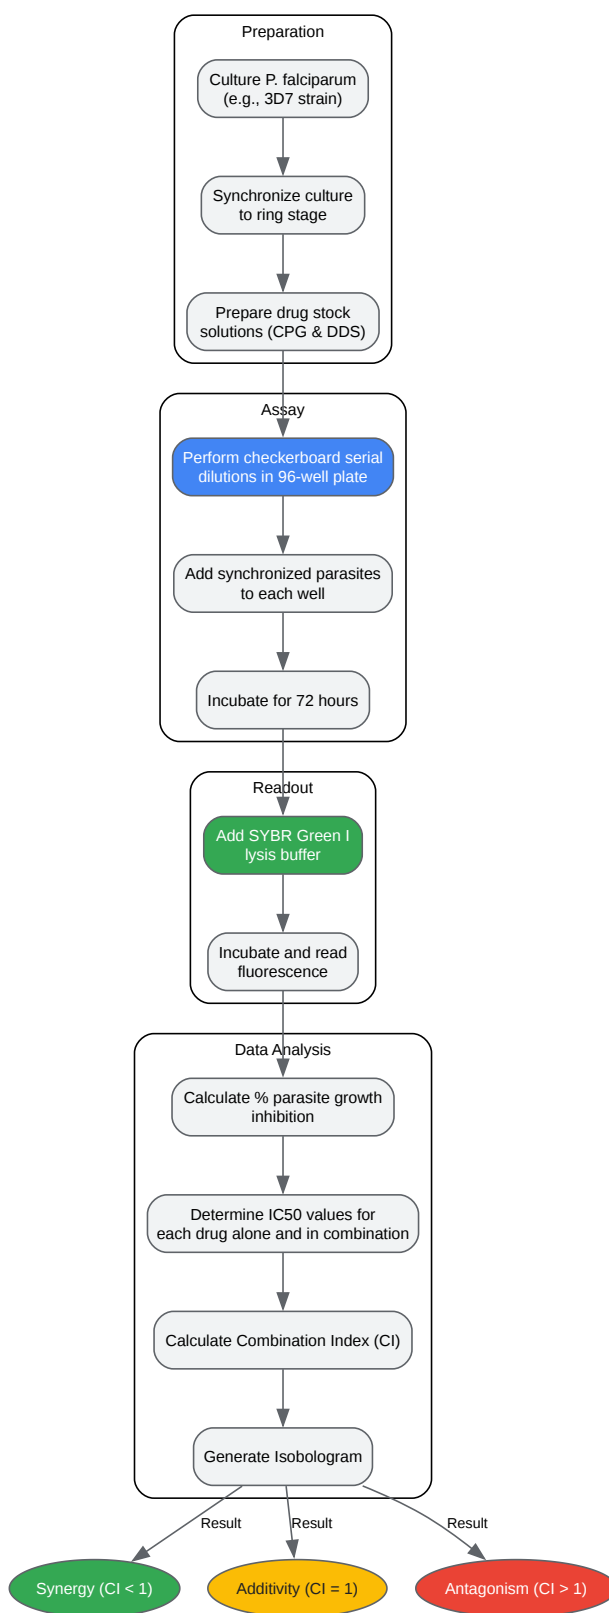 Preparation
Culture P. falciparum
(e.g., 3D7 strain)
Synchronize culture
to ring stage
Prepare drug stock
solutions (CPG & DDS)
Assay
Perform checkerboard serial
dilutions in 96-well plate
Add synchronized parasites
to each well
Incubate for 72 hours
Readout
Add SYBR Green I
lysis buffer
Incubate and read
fluorescence
Data Analysis
Calculate % parasite growth
inhibition
Determine IC50 values for
each drug alone and in combination
Calculate Combination Index (CI)
Generate Isobologram
Result
Result
Result
Synergy (CI < 1)
Additivity (CI = 1)
Antagonism (CI > 1)